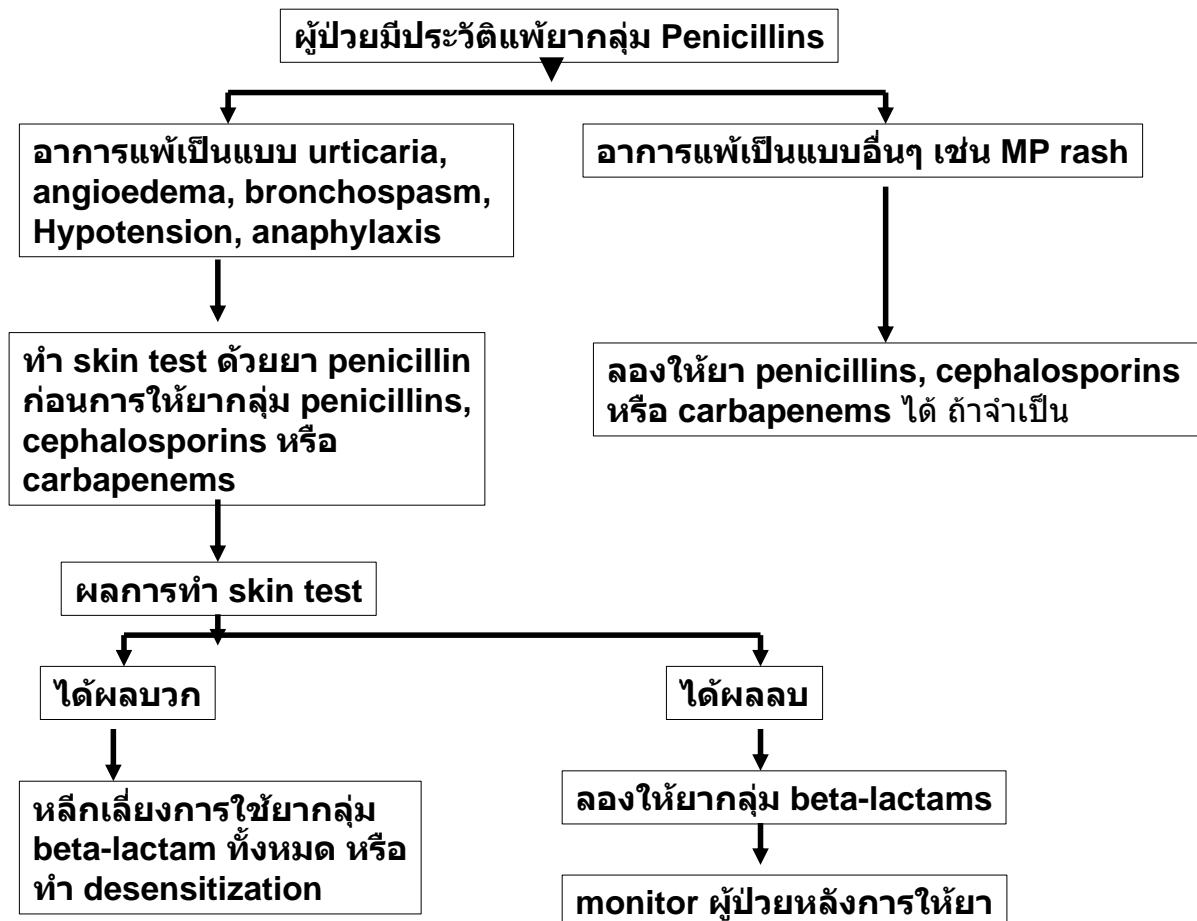 ผู้ป่วยมีประวัติแพ้ยากลุ่ม Penicillins
อาการแพ้เป็นแบบ urticaria,
angioedema, bronchospasm,
Hypotension, anaphylaxis
อาการแพ้เป็นแบบอื่นๆ เช่น MP rash
ทำ skin test ด้วยยา penicillin
ก่อนการให้ยากลุ่ม penicillins,
cephalosporins หรือ
carbapenems
ลองให้ยา penicillins, cephalosporins
หรือ carbapenems ได้ ถ้าจำเป็น
ผลการทำ skin test
ได้ผลบวก
ได้ผลลบ
หลีกเลี่ยงการใช้ยากลุ่ม
beta-lactam ทั้งหมด หรือ
ทำ desensitization
ลองให้ยากลุ่ม beta-lactams
monitor ผู้ป่วยหลังการให้ยา